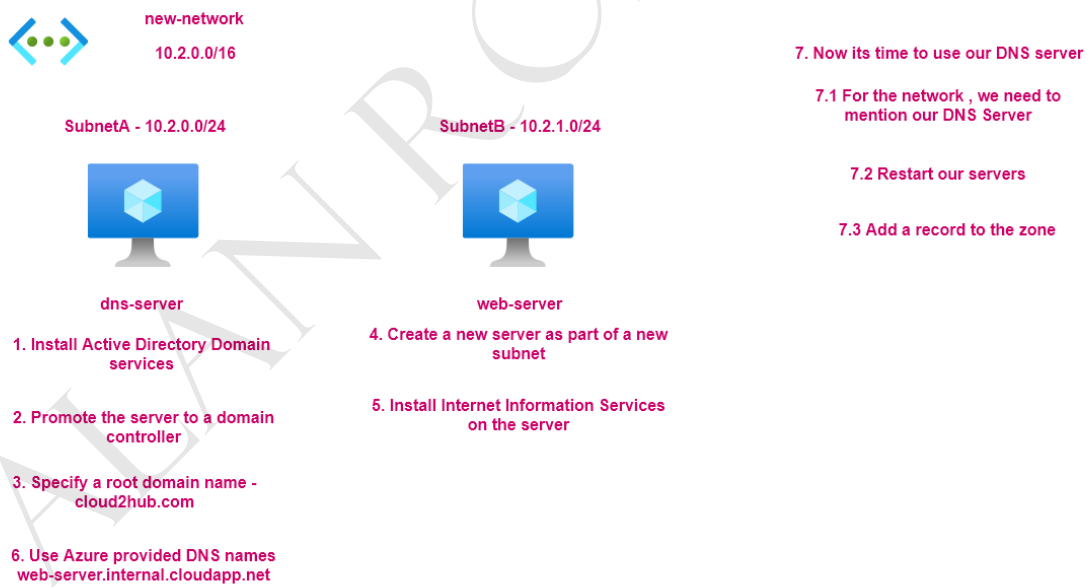 new-network
10.2.0.0/16
SubnetA - 10.2.0.0/24
dns-server
1. Install Active Directory Domain
services
2. Promote the server to a domain
controller
3. Specify a root domain name -
cloud2hub.com
6. Use Azure provided DNS names
web-server.internal.cloudapp.net
SubnetB - 10.2.1.0/24
web-server
4. Create a new server as part of a new
subnet
5. Install Internet Information Services
on the server
7. Now its time to use our DNS server
7.1 For the network , we need to
mention our DNS Server
7.2 Restart our servers
7.3 Add a record to the zone
ALAN RO